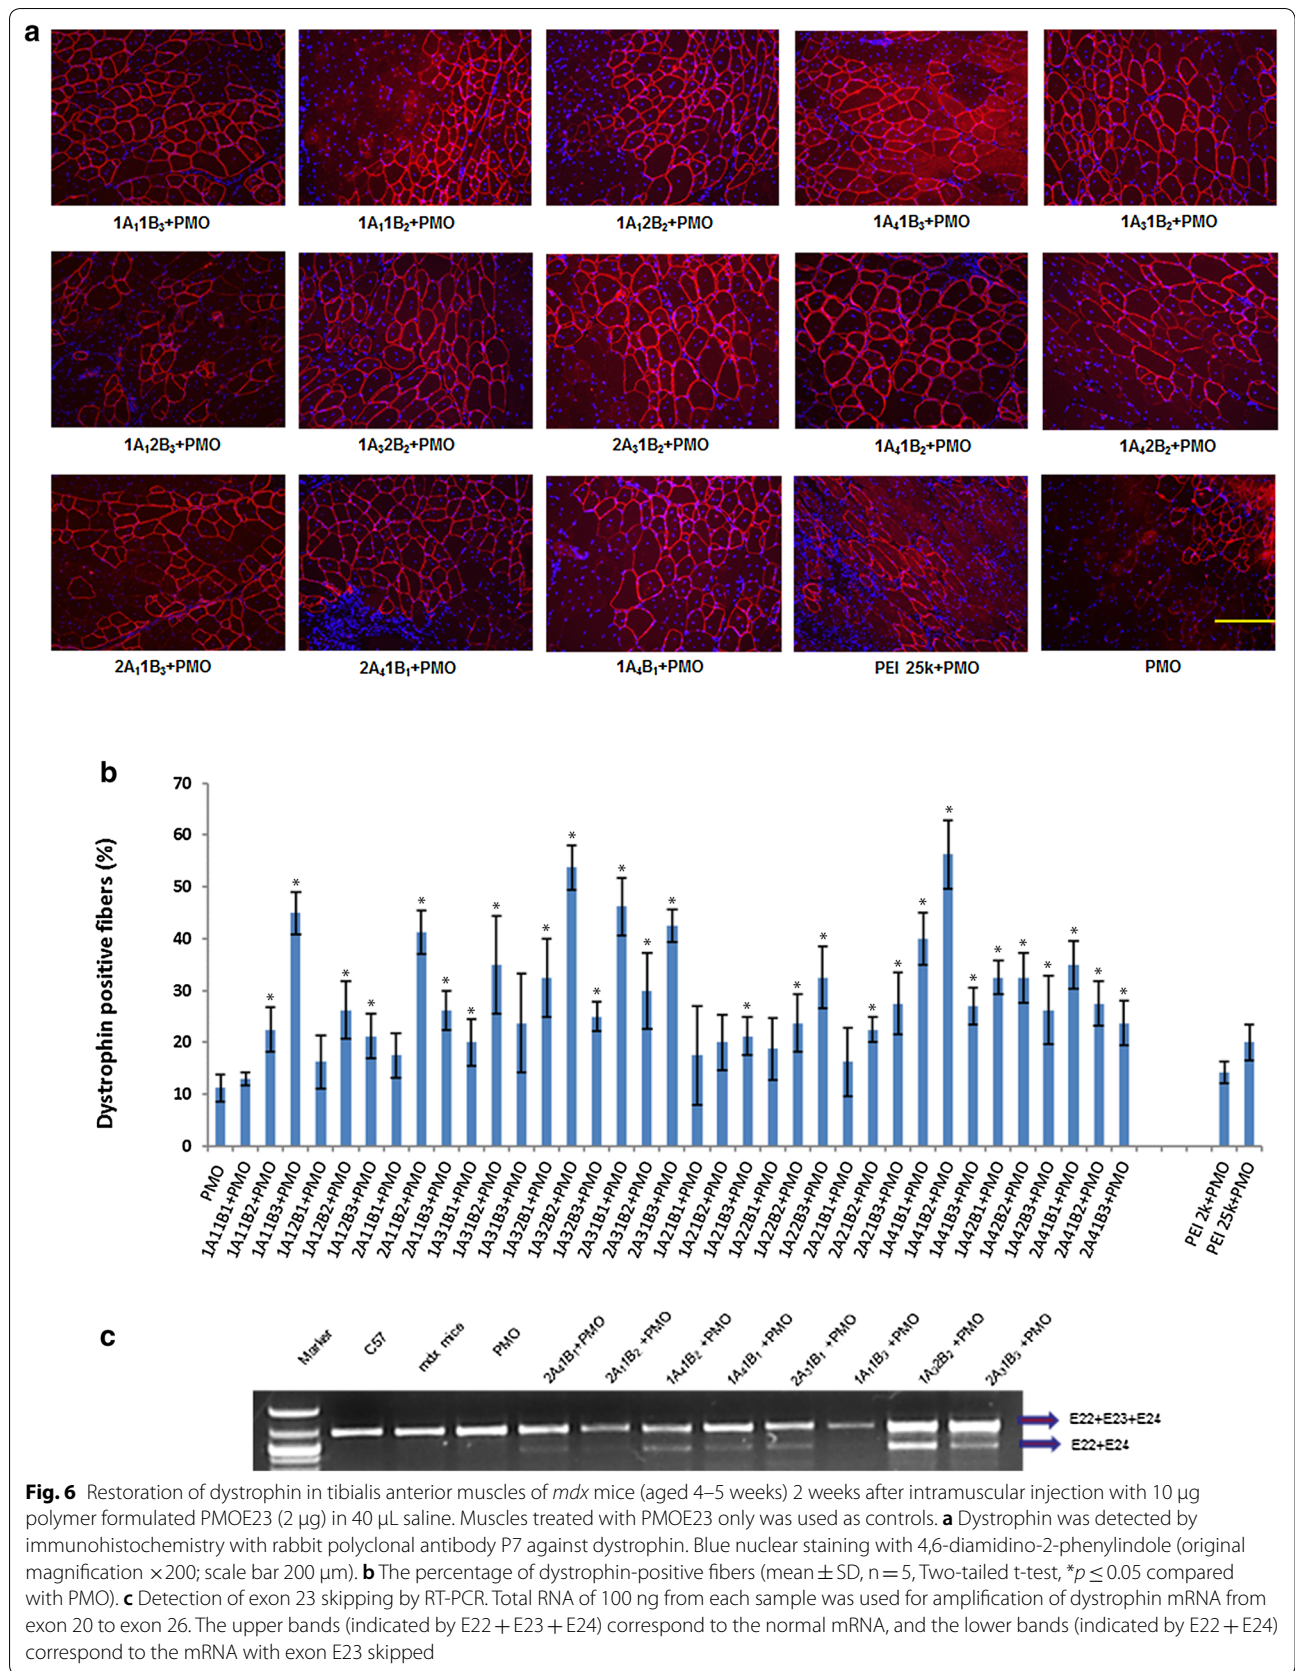 a
1A₁1B₃+PMO 1A₁1B₂+PMO 1A₁2B₂+PMO 1A₄1B₃+PMO 1A₃1B₂+PMO
1A₁2B₃+PMO 1A₃2B₂+PMO 2A₃1B₂+PMO 1A₄1B₂+PMO 1A₄2B₂+PMO
2A₁1B₃+PMO 2A₄1B₁+PMO 1A₄B₁+PMO PEI 25k+PMO PMO
b
Dystrophin positive fibers (%)
70
60
50
40
30
20
10
0
* * * * * * * * * * * * * * * * * * * * * * * * *
PMO
1A11B1+PMO
1A11B2+PMO
1A11B3+PMO
1A12B1+PMO
1A12B2+PMO
1A12B3+PMO
2A11B1+PMO
2A11B2+PMO
2A11B3+PMO
1A31B1+PMO
1A31B2+PMO
1A31B3+PMO
1A32B1+PMO
1A32B2+PMO
1A32B3+PMO
2A31B1+PMO
2A31B2+PMO
2A31B3+PMO
1A21B1+PMO
1A21B2+PMO
1A21B3+PMO
1A22B1+PMO
1A22B2+PMO
1A22B3+PMO
2A21B1+PMO
2A21B2+PMO
2A21B3+PMO
1A41B1+PMO
1A41B2+PMO
1A41B3+PMO
1A42B1+PMO
1A42B2+PMO
1A42B3+PMO
2A41B1+PMO
2A41B2+PMO
2A41B3+PMO
PEI 2k+PMO
PEI 25k+PMO
c
Marker
C57
mdx mice
PMO
2A₄1B₁+PMO
2A₁1B₂ +PMO
1A₄1B₂ +PMO
1A₄1B₁ +PMO
2A₃1B₁ +PMO
1A₁1B₃ +PMO
1A₃2B₂ +PMO
2A₃1B₃ +PMO
E22+E23+E24
E22+E24
Fig. 6 Restoration of dystrophin in tibialis anterior muscles of mdx mice (aged 4–5 weeks) 2 weeks after intramuscular injection with 10 µg
polymer formulated PMOE23 (2 µg) in 40 µL saline. Muscles treated with PMOE23 only was used as controls. a Dystrophin was detected by
immunohistochemistry with rabbit polyclonal antibody P7 against dystrophin. Blue nuclear staining with 4,6-diamidino-2-phenylindole (original
magnification ×200; scale bar 200 µm). b The percentage of dystrophin-positive fibers (mean ± SD, n = 5, Two-tailed t-test, *p ≤ 0.05 compared
with PMO). c Detection of exon 23 skipping by RT-PCR. Total RNA of 100 ng from each sample was used for amplification of dystrophin mRNA from
exon 20 to exon 26. The upper bands (indicated by E22 + E23 + E24) correspond to the normal mRNA, and the lower bands (indicated by E22 + E24)
correspond to the mRNA with exon E23 skipped